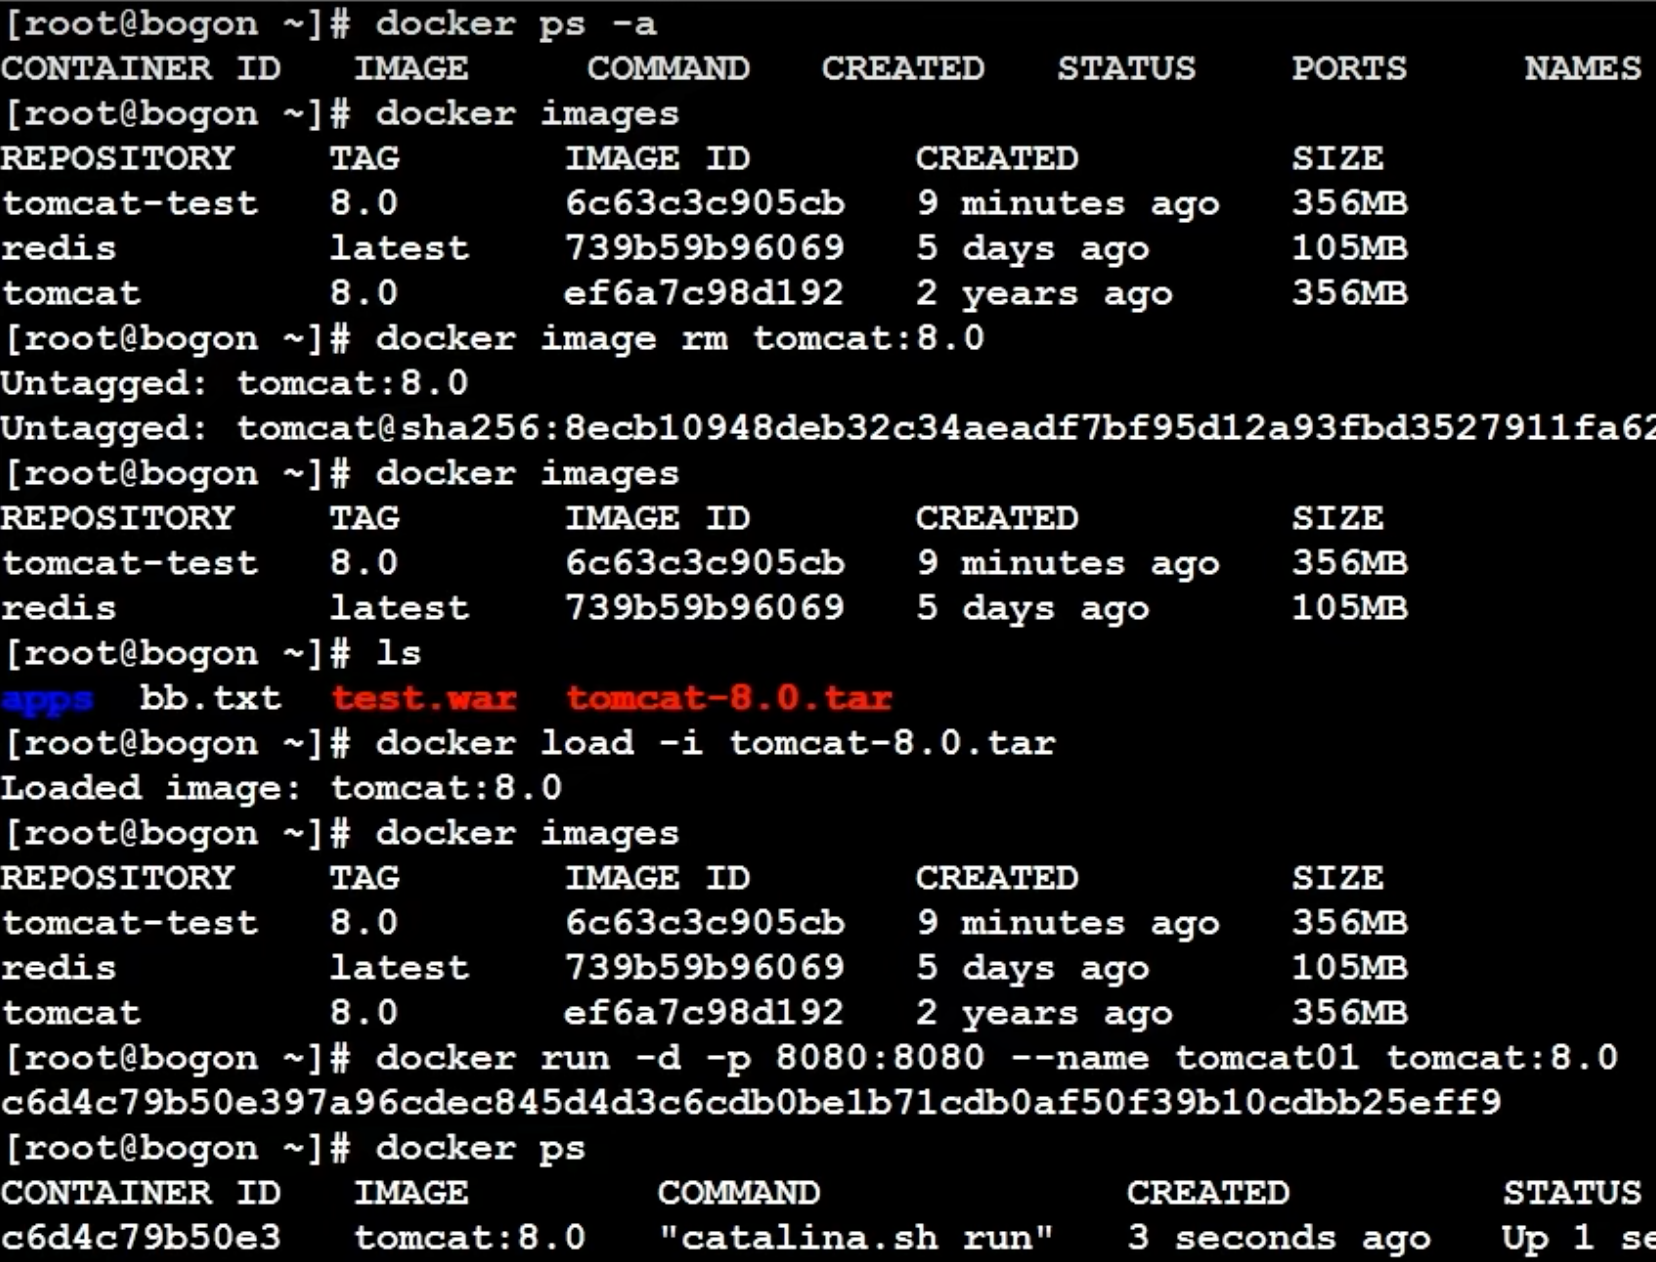 [root@bogon ~]# docker ps -a
CONTAINER ID   IMAGE     COMMAND   CREATED   STATUS    PORTS     NAMES
[root@bogon ~]# docker images
REPOSITORY    TAG       IMAGE ID       CREATED         SIZE
tomcat-test   8.0       6c63c3c905cb   9 minutes ago   356MB
redis         latest    739b59b96069   5 days ago      105MB
tomcat        8.0       ef6a7c98d192   2 years ago     356MB
[root@bogon ~]# docker image rm tomcat:8.0
Untagged: tomcat:8.0
Untagged: tomcat@sha256:8ecb10948deb32c34aeadf7bf95d12a93fbd3527911fa62
[root@bogon ~]# docker images
REPOSITORY    TAG       IMAGE ID       CREATED         SIZE
tomcat-test   8.0       6c63c3c905cb   9 minutes ago   356MB
redis         latest    739b59b96069   5 days ago      105MB
[root@bogon ~]# ls
apps  bb.txt  test.war  tomcat-8.0.tar
[root@bogon ~]# docker load -i tomcat-8.0.tar
Loaded image: tomcat:8.0
[root@bogon ~]# docker images
REPOSITORY    TAG       IMAGE ID       CREATED         SIZE
tomcat-test   8.0       6c63c3c905cb   9 minutes ago   356MB
redis         latest    739b59b96069   5 days ago      105MB
tomcat        8.0       ef6a7c98d192   2 years ago     356MB
[root@bogon ~]# docker run -d -p 8080:8080 --name tomcat01 tomcat:8.0
c6d4c79b50e397a96cdec845d4d3c6cdb0be1b71cdb0af50f39b10cdbb25eff9
[root@bogon ~]# docker ps
CONTAINER ID   IMAGE        COMMAND             CREATED         STATUS
c6d4c79b50e3   tomcat:8.0   "catalina.sh run"   3 seconds ago   Up 1 se